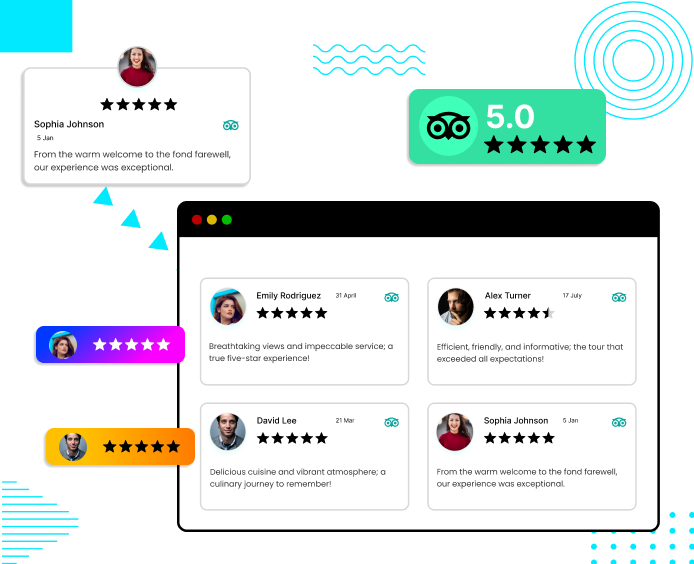 Sophia Johnson
5 Jan
From the warm welcome to the fond farewell,
our experience was exceptional.
5.0
Emily Rodriguez
31 April
Breathtaking views and impeccable service; a
true five-star experience!
Alex Turner
17 July
Efficient, friendly, and informative; the tour that
exceeded all expectations!
David Lee
21 Mar
Delicious cuisine and vibrant atmosphere; a
culinary journey to remember!
Sophia Johnson
5 Jan
From the warm welcome to the fond farewell,
our experience was exceptional.